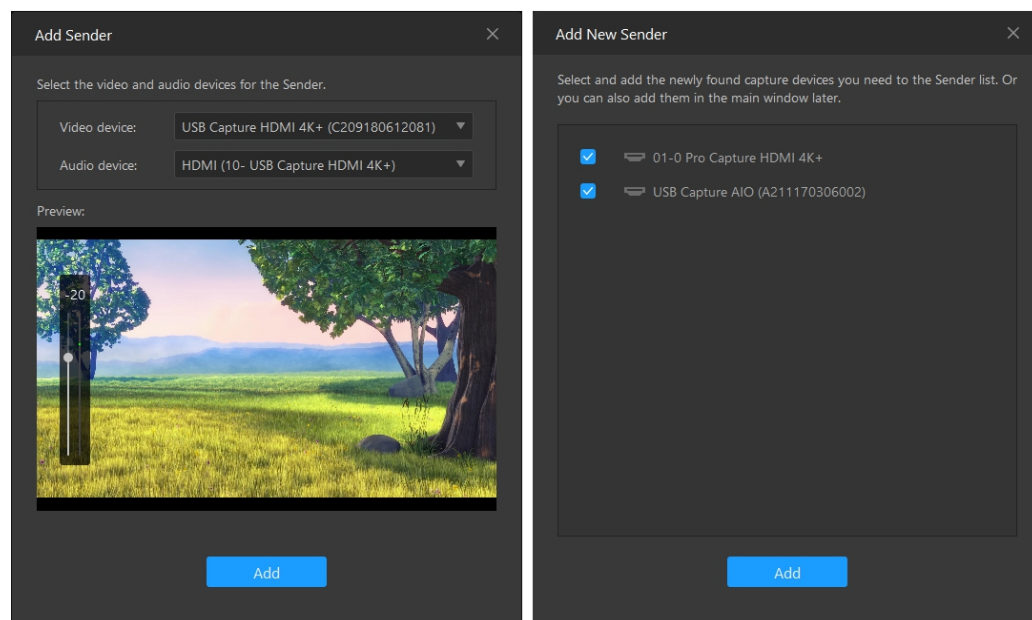 Add Sender
Select the video and audio devices for the Sender.
Video device:
USB Capture HDMI 4K+ (C209180612081)
Audio device:
HDMI (10- USB Capture HDMI 4K+)
Preview:
-20
Add
Add New Sender
Select and add the newly found capture devices you need to the Sender list. Or
you can also add them in the main window later.
01-0 Pro Capture HDMI 4K+
USB Capture AIO (A211170306002)
Add